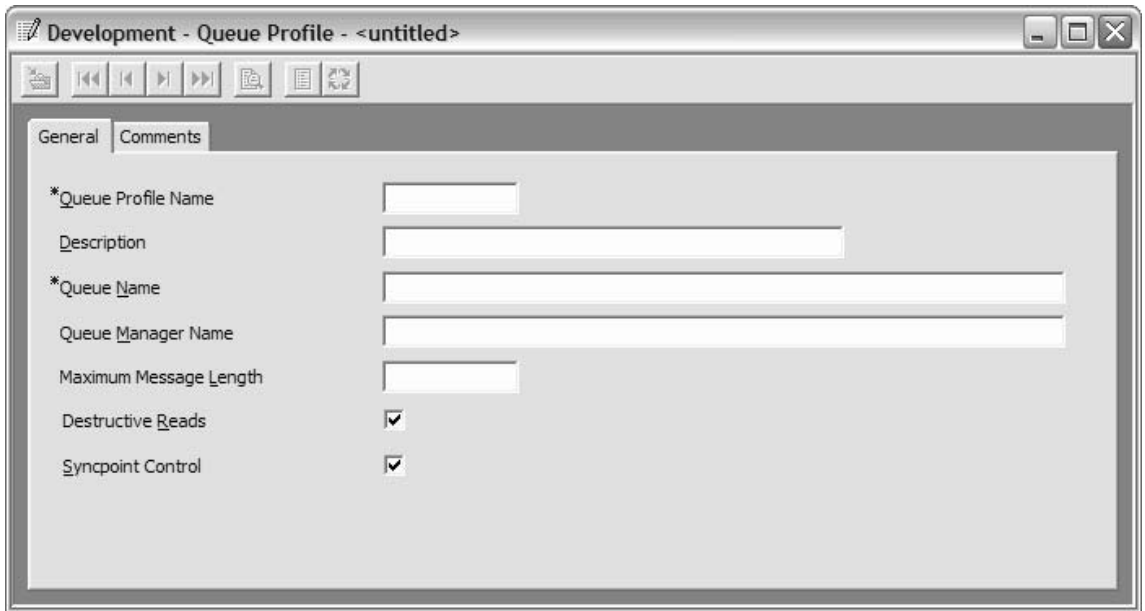 Development - Queue Profile - <untitled>
General Comments
*Queue Profile Name
Description
*Queue Name
Queue Manager Name
Maximum Message Length
Destructive Reads
Syncpoint Control